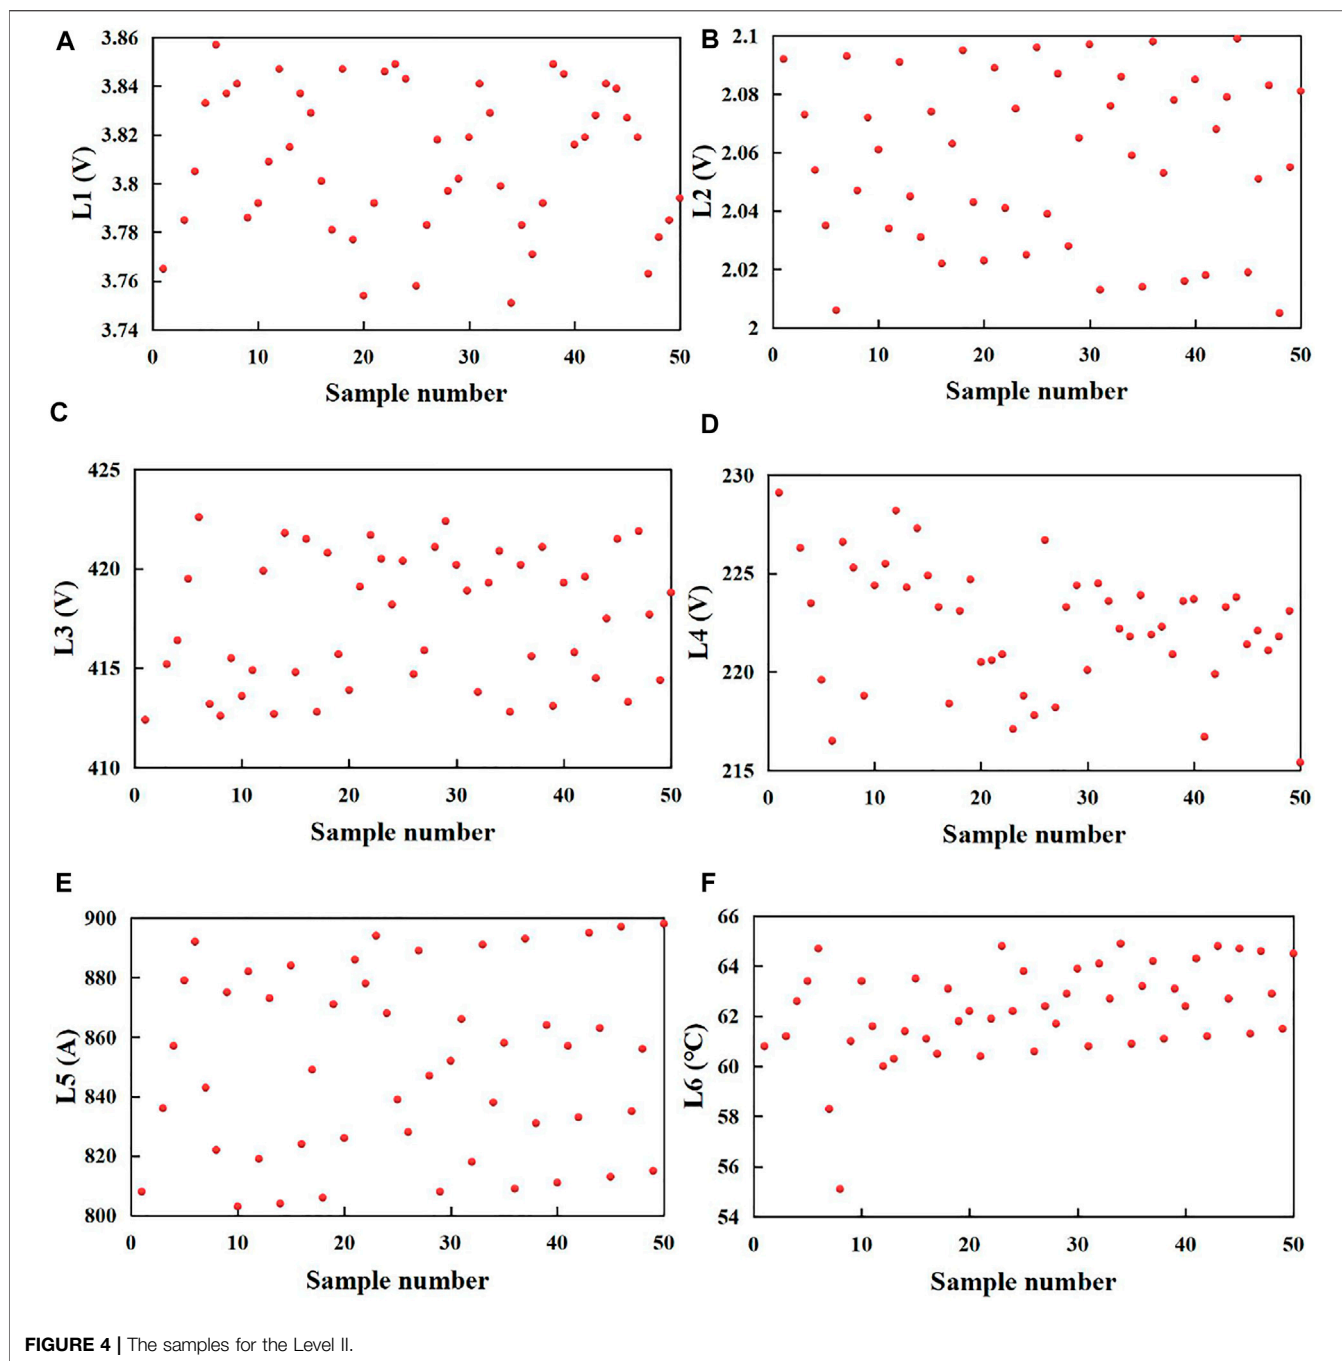 A
3.86
3.84
3.82
3.8
3.78
3.76
3.74
L1 (V)
0 10 20 30 40 50
Sample number
B
2.1
2.08
2.06
2.04
2.02
2
L2 (V)
0 10 20 30 40 50
Sample number
C
425
420
415
410
L3 (V)
0 10 20 30 40 50
Sample number
D
230
225
220
215
L4 (V)
0 10 20 30 40 50
Sample number
E
900
880
860
840
820
800
L5 (A)
0 10 20 30 40 50
Sample number
F
66
64
62
60
58
56
54
L6 (℃)
0 10 20 30 40 50
Sample number
FIGURE 4 | The samples for the Level II.